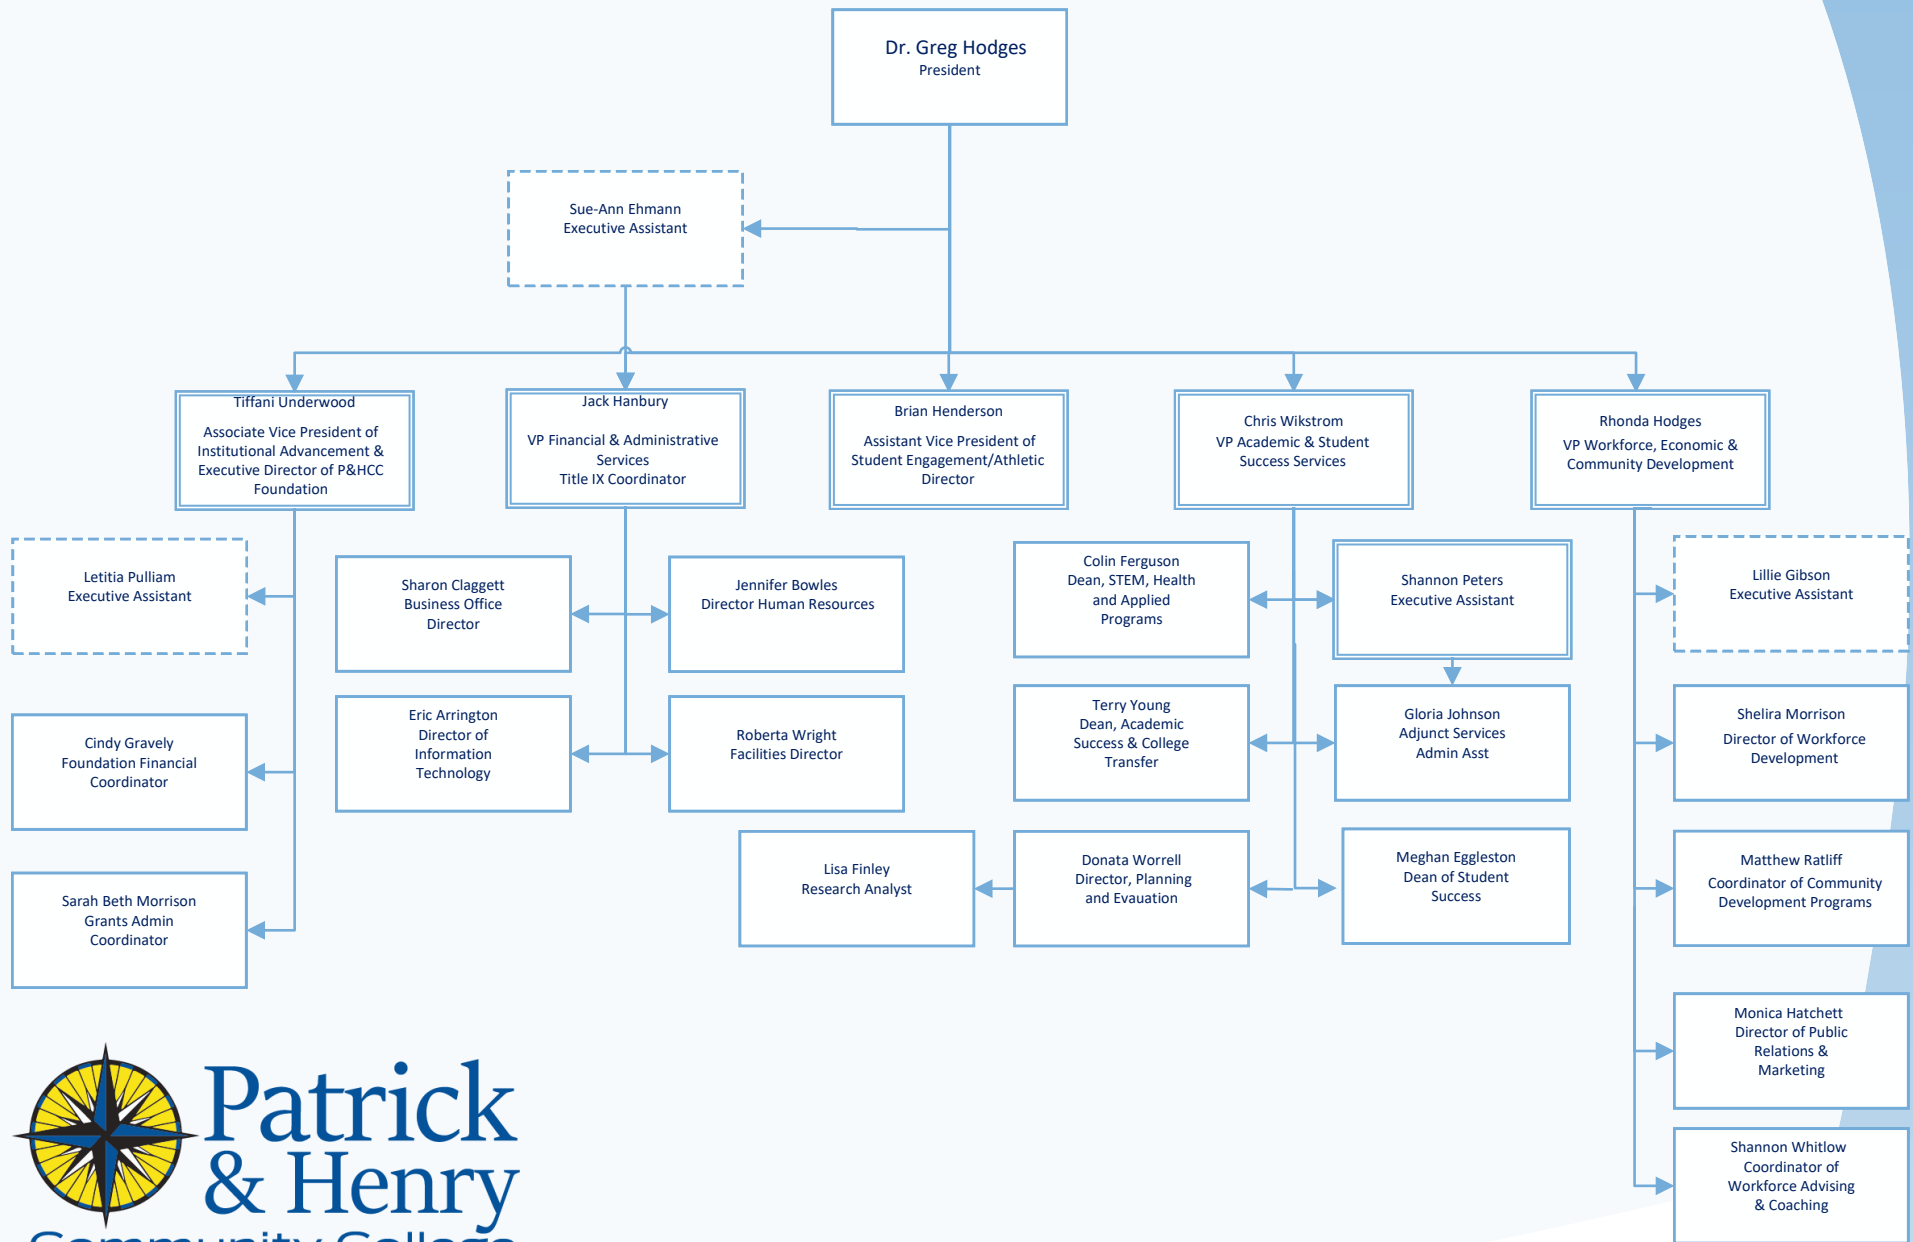 Dr. Greg Hodges
President
Sue-Ann Ehmann
Executive Assistant
Tiffani Underwood
Associate Vice President of
Institutional Advancement &
Executive Director of P&HCC
Foundation
Jack Hanbury
VP Financial & Administrative
Services
Title IX Coordinator
Brian Henderson
Assistant Vice President of
Student Engagement/Athletic
Director
Chris Wikstrom
VP Academic & Student
Success Services
Rhonda Hodges
VP Workforce, Economic &
Community Development
Letitia Pulliam
Executive Assistant
Cindy Gravely
Foundation Financial
Coordinator
Sarah Beth Morrison
Grants Admin
Coordinator
Sharon Claggett
Business Office
Director
Jennifer Bowles
Director Human Resources
Eric Arrington
Director of
Information
Technology
Roberta Wright
Facilities Director
Colin Ferguson
Dean, STEM, Health
and Applied
Programs
Shannon Peters
Executive Assistant
Terry Young
Dean, Academic
Success & College
Transfer
Gloria Johnson
Adjunct Services
Admin Asst
Lisa Finley
Research Analyst
Donata Worrell
Director, Planning
and Evauation
Meghan Eggleston
Dean of Student
Success
Lillie Gibson
Executive Assistant
Shelira Morrison
Director of Workforce
Development
Matthew Ratliff
Coordinator of Community
Development Programs
Monica Hatchett
Director of Public
Relations &
Marketing
Shannon Whitlow
Coordinator of
Workforce Advising
& Coaching
Patrick
& Henry
Community College